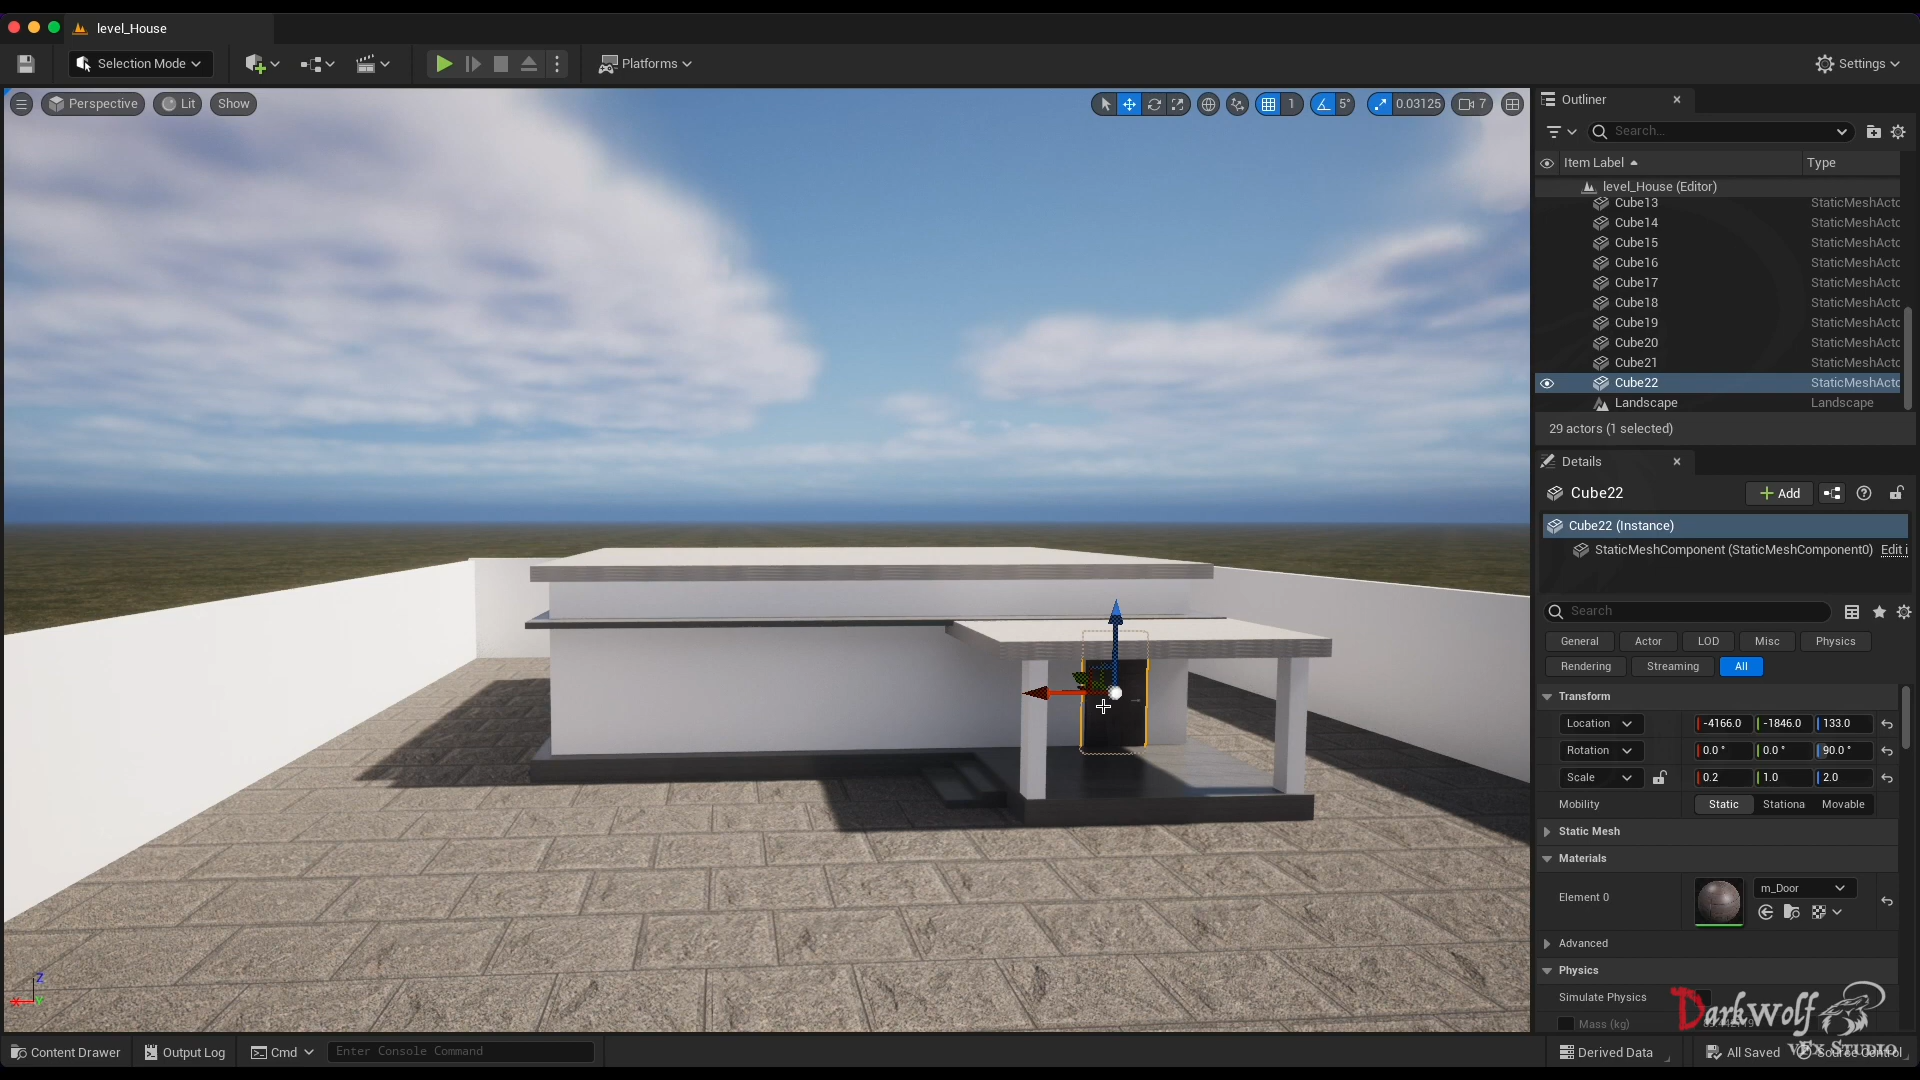 level_House
Selection Mode
Platforms
Settings
Perspective
Lit
Show
1
5°
0.03125
7
Outliner
Search...
Item Label
Type
level_House (Editor)
Cube13 StaticMeshActo
Cube14 StaticMeshActo
Cube15 StaticMeshActo
Cube16 StaticMeshActo
Cube17 StaticMeshActo
Cube18 StaticMeshActo
Cube19 StaticMeshActo
Cube20 StaticMeshActo
Cube21 StaticMeshActo
Cube22 StaticMeshActo
Landscape Landscape
29 actors (1 selected)
Details
Cube22
Add
Cube22 (Instance)
StaticMeshComponent (StaticMeshComponent0) Edit i
Search
General Actor LOD Misc Physics
Rendering Streaming All
Transform
Location -4166.0 -1846.0 133.0
Rotation 0.0 ° 0.0 ° 90.0 °
Scale 0.2 1.0 2.0
Mobility Static Stationa Movable
Static Mesh
Materials
Element 0 m_Door
Advanced
Physics
Simulate Physics
Mass (kg)
DarkWolf
VFx Studio
Z
X
Y
Content Drawer
Output Log
Cmd
Enter Console Command
Derived Data
All Saved
Source Control